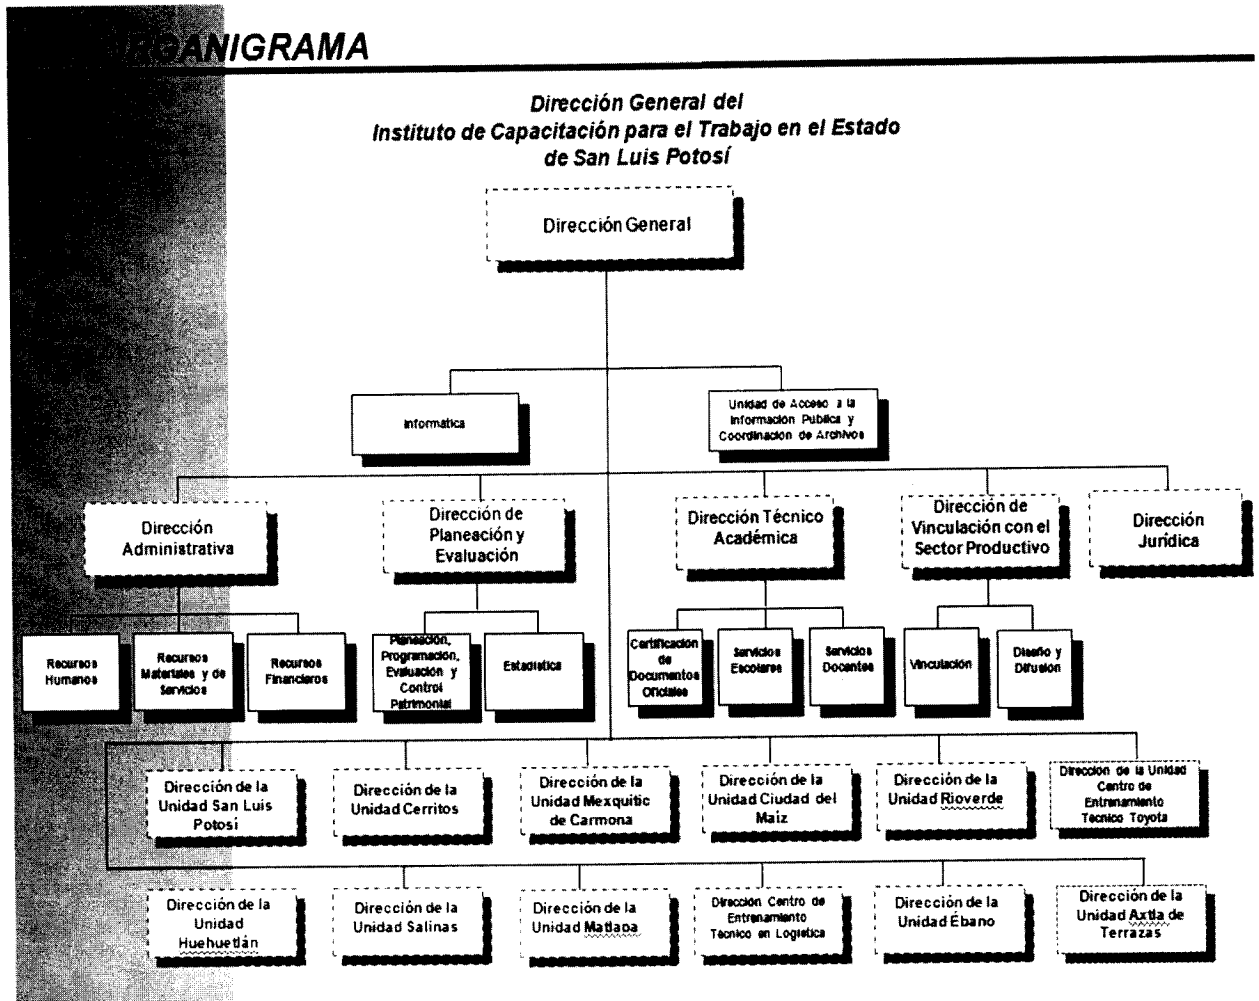 ORGANIGRAMA
Dirección General del
Instituto de Capacitación para el Trabajo en el Estado
de San Luis Potosí
Dirección General
Informática
Unidad de Acceso a la
Información Pública y
Coordinación de Archivos
Dirección
Administrativa
Dirección de
Planeación y
Evaluación
Dirección Técnico
Académica
Dirección de
Vinculación con el
Sector Productivo
Dirección
Jurídica
Recursos
Humanos
Recursos
Materiales y de
Servicios
Recursos
Financieros
Planeación,
Programación,
Evaluación y
Control
Patrimonial
Estadística
Certificación
de
Documentos
Oficiales
Servicios
Escolares
Servicios
Docentes
Vinculación
Diseño y
Difusión
Dirección de la
Unidad San Luis
Potosí
Dirección de la
Unidad Cerritos
Dirección de la
Unidad Mexquitic
de Carmona
Dirección de la
Unidad Ciudad del
Maíz
Dirección de la
Unidad Rioverde
Dirección de la Unidad
Centro de
Entrenamiento
Técnico Toyota
Dirección de la
Unidad
Huehuetlán
Dirección de la
Unidad Salinas
Dirección de la
Unidad Matlapa
Dirección Centro de
Entrenamiento
Técnico en Logística
Dirección de la
Unidad Ébano
Dirección de la
Unidad Axtla de
Terrazas